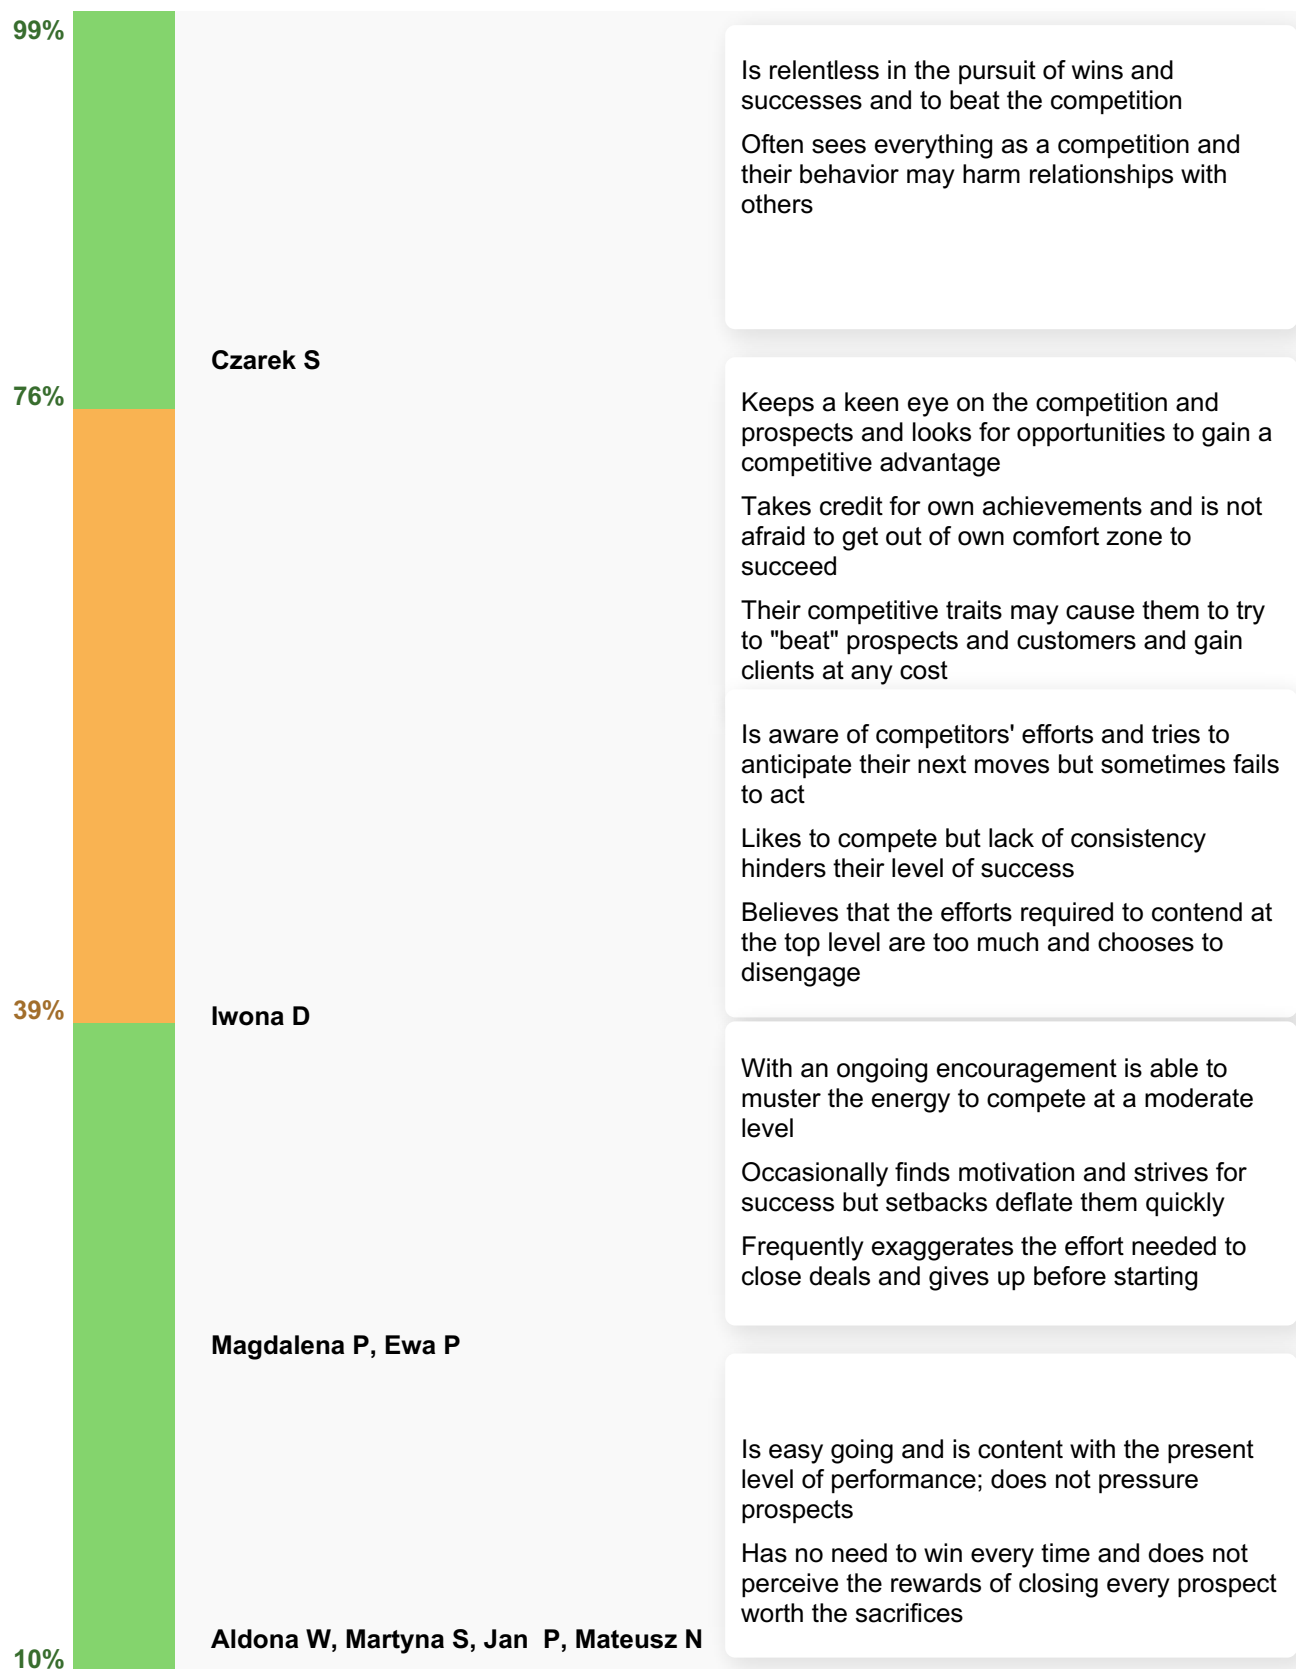 99%
Is relentless in the pursuit of wins and
successes and to beat the competition
Often sees everything as a competition and
their behavior may harm relationships with
others
Czarek S
76%
Keeps a keen eye on the competition and
prospects and looks for opportunities to gain a
competitive advantage
Takes credit for own achievements and is not
afraid to get out of own comfort zone to
succeed
Their competitive traits may cause them to try
to "beat" prospects and customers and gain
clients at any cost
Is aware of competitors' efforts and tries to
anticipate their next moves but sometimes fails
to act
Likes to compete but lack of consistency
hinders their level of success
Believes that the efforts required to contend at
the top level are too much and chooses to
disengage
39%
Iwona D
With an ongoing encouragement is able to
muster the energy to compete at a moderate
level
Occasionally finds motivation and strives for
success but setbacks deflate them quickly
Frequently exaggerates the effort needed to
close deals and gives up before starting
Magdalena P, Ewa P
Is easy going and is content with the present
level of performance; does not pressure
prospects
Has no need to win every time and does not
perceive the rewards of closing every prospect
worth the sacrifices
Aldona W, Martyna S, Jan  P, Mateusz N
10%